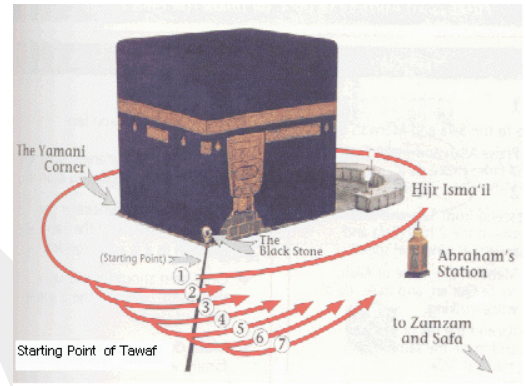 The Yamani
Corner
Hijr Isma'il
The
Black Stone
(Starting Point)
Abraham's
Station
1
2
3
4
5
6
7
to Zamzam
and Safa
Starting Point of Tawaf